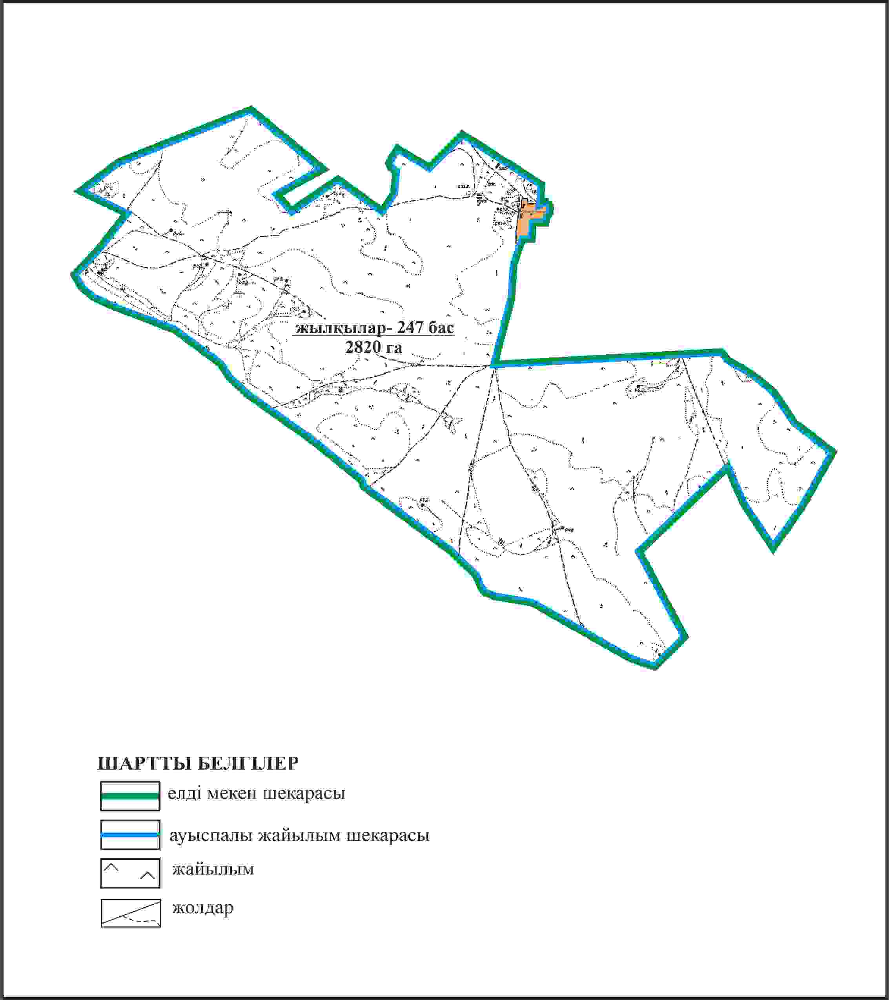 жылқылар- 247 бас
2820 га
ШАРТТЫ БЕЛГІЛЕР
елді мекен шекарасы
ауыспалы жайылым шекарасы
жайылым
жолдар